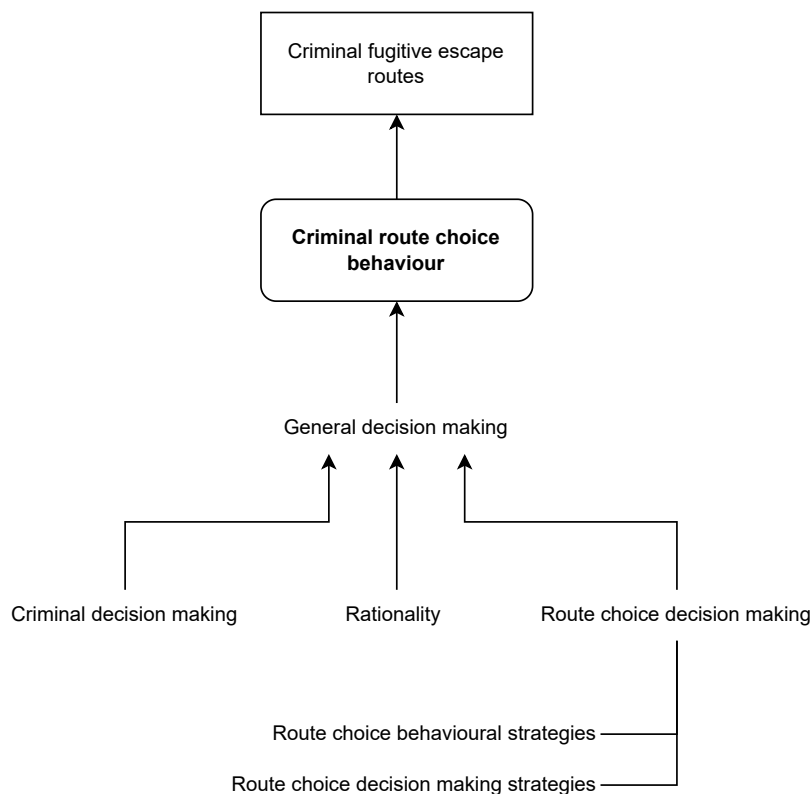 Criminal fugitive escape
routes
Criminal route choice
behaviour
General decision making
Criminal decision making
Rationality
Route choice decision making
Route choice behavioural strategies
Route choice decision making strategies